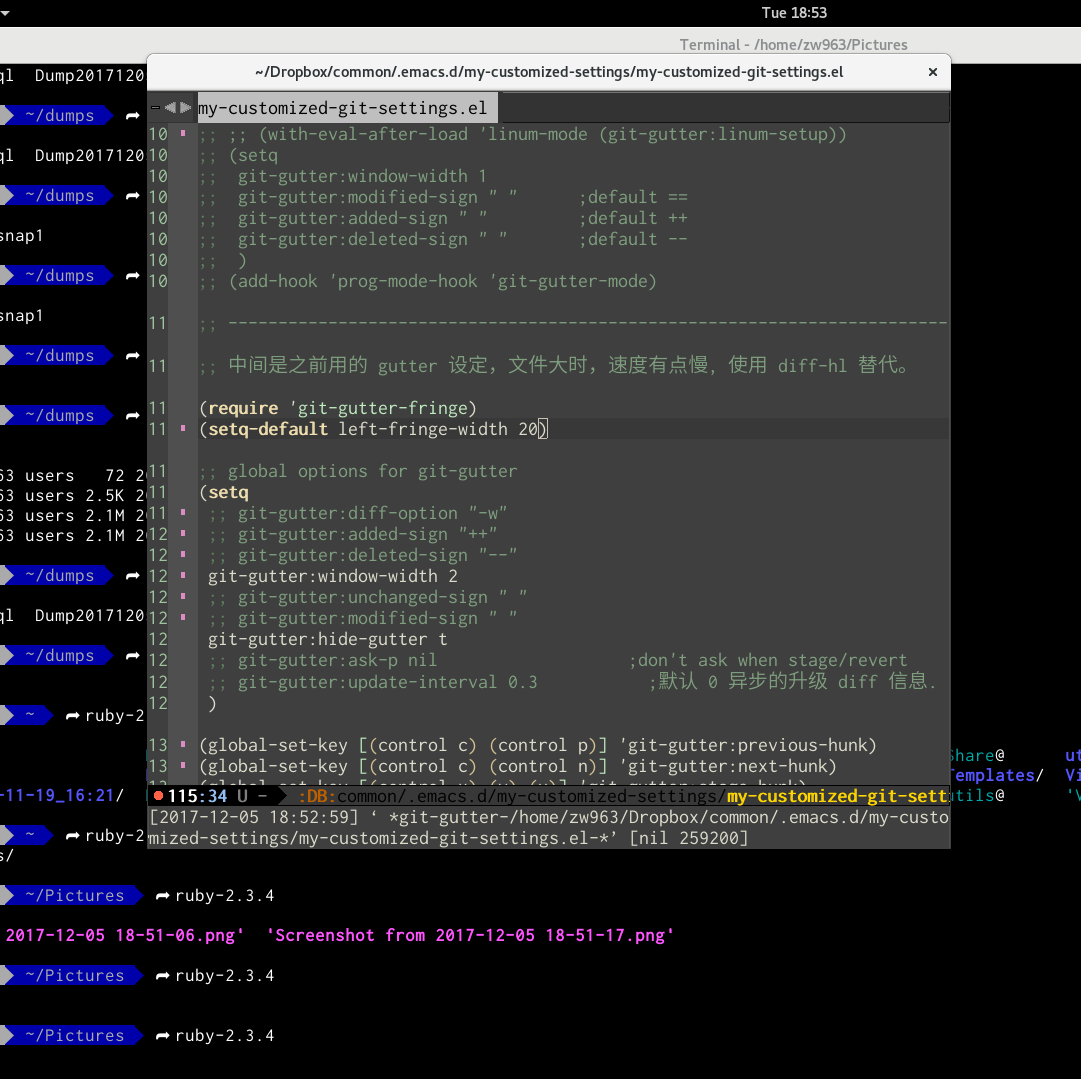 Tue 18:53
Terminal - /home/zw963/Pictures
ql Dump2017120
~/dumps
ql Dump2017120
~/dumps
snap1
~/dumps
snap1
~/dumps
~/dumps
63 users 72 2
63 users 2.5K 2
63 users 2.1M 2
63 users 2.1M 2
~/dumps
ql Dump2017120
~/dumps
~ ruby-2
Share@ ut
Templates/ Vi
-11-19_16:21/ utils@ 'V
~ ruby-2
s/
~/Pictures ruby-2.3.4
2017-12-05 18-51-06.png' 'Screenshot from 2017-12-05 18-51-17.png'
~/Pictures ruby-2.3.4
~/Pictures ruby-2.3.4
~/Dropbox/common/.emacs.d/my-customized-settings/my-customized-git-settings.el ×
my-customized-git-settings.el
10 ;; ;; (with-eval-after-load 'linum-mode (git-gutter:linum-setup))
10 ;; (setq
10 ;; git-gutter:window-width 1
10 ;; git-gutter:modified-sign " " ;default ==
10 ;; git-gutter:added-sign " " ;default ++
10 ;; git-gutter:deleted-sign " " ;default --
10 ;; )
10 ;; (add-hook 'prog-mode-hook 'git-gutter-mode)
11 ;; ------------------------------------------------------------------------
11 ;; 中间是之前用的 gutter 设定，文件大时，速度有点慢, 使用 diff-hl 替代。
11 (require 'git-gutter-fringe)
11 (setq-default left-fringe-width 20)
11 ;; global options for git-gutter
11 (setq
11 ;; git-gutter:diff-option "-w"
12 ;; git-gutter:added-sign "++"
12 ;; git-gutter:deleted-sign "--"
12 git-gutter:window-width 2
12 ;; git-gutter:unchanged-sign " "
12 ;; git-gutter:modified-sign " "
12 git-gutter:hide-gutter t
12 ;; git-gutter:ask-p nil ;don't ask when stage/revert
12 ;; git-gutter:update-interval 0.3 ;默认 0 异步的升级 diff 信息.
12 )
13 (global-set-key [(control c) (control p)] 'git-gutter:previous-hunk)
13 (global-set-key [(control c) (control n)] 'git-gutter:next-hunk)
115:34 U - :DB:common/.emacs.d/my-customized-settings/my-customized-git-sett
[2017-12-05 18:52:59] ‘ *git-gutter-/home/zw963/Dropbox/common/.emacs.d/my-custo
mized-settings/my-customized-git-settings.el-*’ [nil 259200]